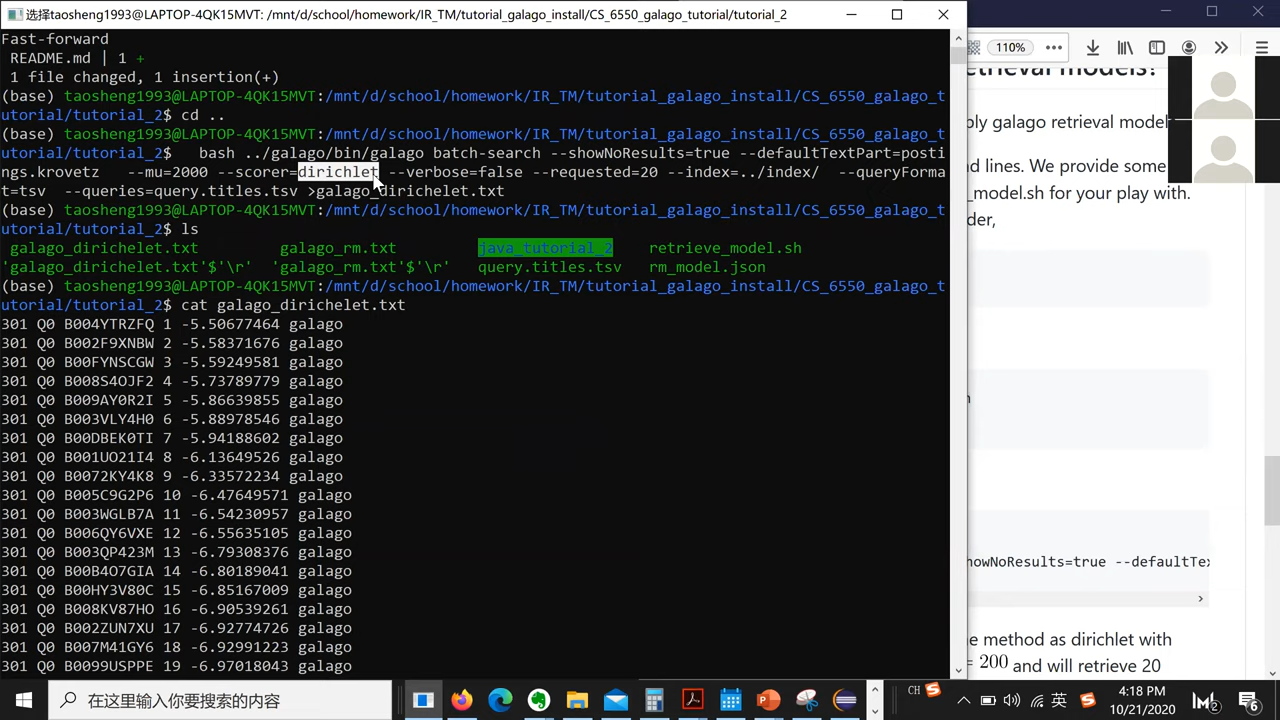 选择taosheng1993@LAPTOP-4QK15MVT: /mnt/d/school/homework/IR_TM/tutorial_galago_install/CS_6550_galago_tutorial/tutorial_2
Fast-forward
README.md | 1 +
1 file changed, 1 insertion(+)
(base) taosheng1993@LAPTOP-4QK15MVT:/mnt/d/school/homework/IR_TM/tutorial_galago_install/CS_6550_galago_t
utorial/tutorial_2$ cd ..
(base) taosheng1993@LAPTOP-4QK15MVT:/mnt/d/school/homework/IR_TM/tutorial_galago_install/CS_6550_galago_t
utorial/tutorial_2$   bash ../galago/bin/galago batch-search --showNoResults=true --defaultTextPart=posti
ngs.krovetz   --mu=2000 --scorer=dirichlet --verbose=false --requested=20 --index=../index/  --queryForma
t=tsv  --queries=query.titles.tsv >galago_dirichelet.txt
(base) taosheng1993@LAPTOP-4QK15MVT:/mnt/d/school/homework/IR_TM/tutorial_galago_install/CS_6550_galago_t
utorial/tutorial_2$ ls
galago_dirichelet.txt galago_rm.txt java_tutorial_2 retrieve_model.sh
'galago_dirichelet.txt'$'\r' 'galago_rm.txt'$'\r' query.titles.tsv rm_model.json
(base) taosheng1993@LAPTOP-4QK15MVT:/mnt/d/school/homework/IR_TM/tutorial_galago_install/CS_6550_galago_t
utorial/tutorial_2$ cat galago_dirichelet.txt
301 Q0 B004YTRZFQ 1 -5.50677464 galago
301 Q0 B002F9XNBW 2 -5.58371676 galago
301 Q0 B00FYNSCGW 3 -5.59249581 galago
301 Q0 B008S4OJF2 4 -5.73789779 galago
301 Q0 B009AY0R2I 5 -5.86639855 galago
301 Q0 B003VLY4H0 6 -5.88978546 galago
301 Q0 B00DBEK0TI 7 -5.94188602 galago
301 Q0 B001UO21I4 8 -6.13649526 galago
301 Q0 B0072KY4K8 9 -6.33572234 galago
301 Q0 B005C9G2P6 10 -6.47649571 galago
301 Q0 B003WGLB7A 11 -6.54230957 galago
301 Q0 B006QY6VXE 12 -6.55635105 galago
301 Q0 B003QP423M 13 -6.79308376 galago
301 Q0 B00B4O7GIA 14 -6.80189041 galago
301 Q0 B00HY3V80C 15 -6.85167009 galago
301 Q0 B008KV87HO 16 -6.90539261 galago
301 Q0 B002ZUN7XU 17 -6.92774726 galago
301 Q0 B007M41GY6 18 -6.92991223 galago
301 Q0 B0099USPPE 19 -6.97018043 galago
110%
etrieval models?
ply galago retrieval model
nd lines. We provide some
_model.sh for your play with.
der,
n
howNoResults=true --defaultTex
ne method as dirichlet with
= 200 and will retrieve 20
在这里输入你要搜索的内容
CH
英
4:18 PM
10/21/2020
2
6